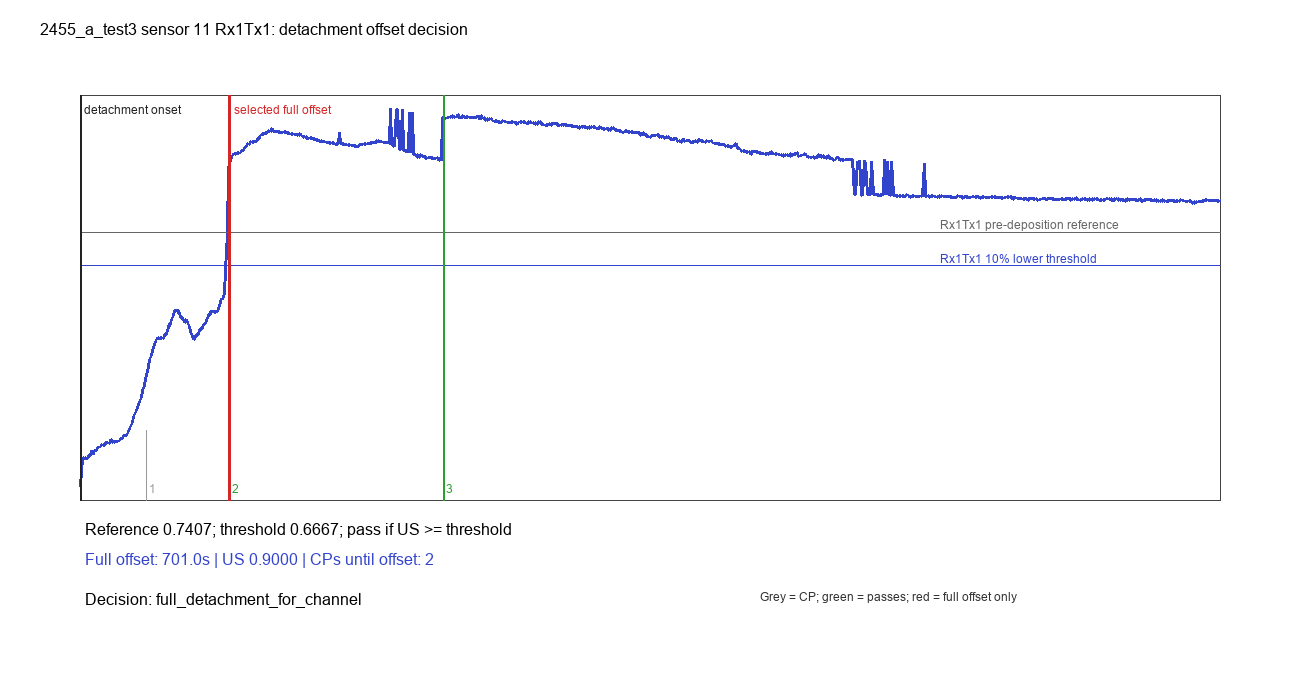 2455_a_test3 sensor 11 Rx1Tx1: detachment offset decision
detachment onset
selected full offset
Rx1Tx1 pre-deposition reference
Rx1Tx1 10% lower threshold
1
2
3
Reference 0.7407; threshold 0.6667; pass if US >= threshold
Full offset: 701.0s | US 0.9000 | CPs until offset: 2
Decision: full_detachment_for_channel
Grey = CP; green = passes; red = full offset only